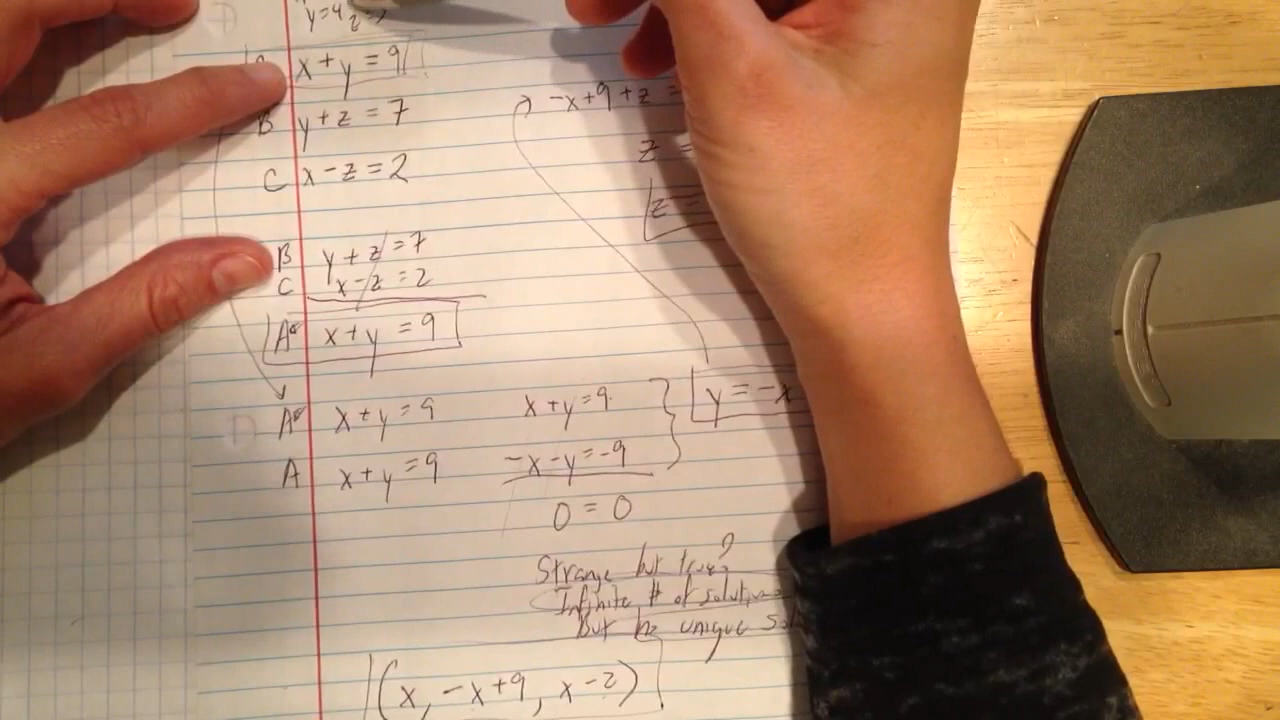 y=4
x+y=9
B y+z=7
C x-z=2
-x+9+z=
z =
z =
B y+z=7
C x-z=2
A* x+y=9
A* x+y=9
x+y=9
y=-x
A x+y=9
-x-y=-9
0=0
Strange but true?
Infinite # of solutions
But no unique
(x, -x+9, x-2)